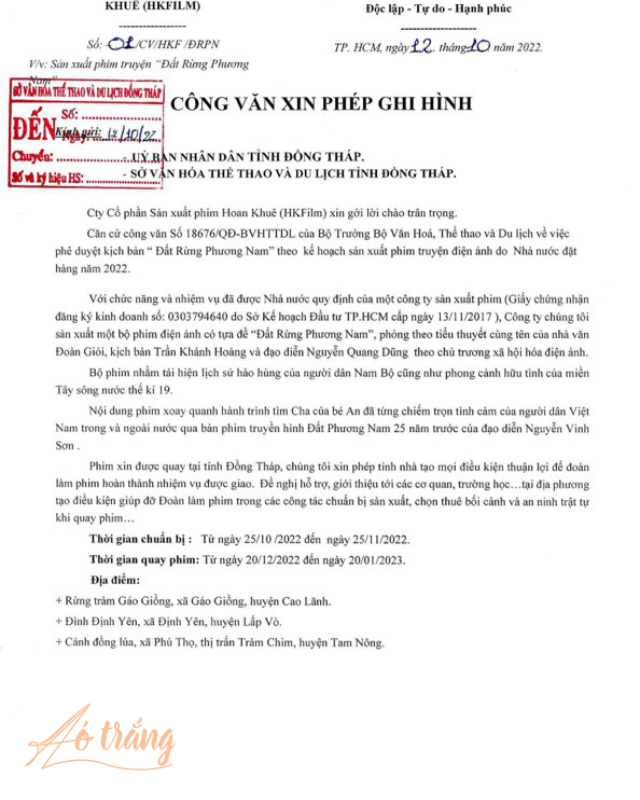 KHUÊ (HKFILM)
Độc lập - Tự do - Hạnh phúc
Số: 01/CV/HKF /ĐRPN
TP. HCM, ngày 12. tháng 10 năm 2022.
V/v: Sản xuất phim truyện “Đất Rừng Phương
Nam”
SỞ VĂN HÓA THỂ THAO VÀ DU LỊCH ĐỒNG THÁP
ĐẾN
Số:
Ngày: 12/10/22
Chuyển:
Số và ký hiệu HS:
CÔNG VĂN XIN PHÉP GHI HÌNH
Kính gửi:
- UỶ BAN NHÂN DÂN TỈNH ĐỒNG THÁP.
- SỞ VĂN HÓA THỂ THAO VÀ DU LỊCH TỈNH ĐỒNG THÁP.
Cty Cổ phần Sản xuất phim Hoan Khuê (HKFilm) xin gởi lời chào trân trọng.
Căn cứ công văn Số 18676/QĐ-BVHTTDL của Bộ Trưởng Bộ Văn Hoá, Thể thao và Du lịch về việc
phê duyệt kịch bản “ Đất Rừng Phương Nam” theo kế hoạch sản xuất phim truyện điện ảnh do Nhà nước đặt
hàng năm 2022.
Với chức năng và nhiệm vụ đã được Nhà nước quy định của một công ty sản xuất phim (Giấy chứng nhận
đăng ký kinh doanh số: 0303794640 do Sở Kế hoạch Đầu tư TP.HCM cấp ngày 13/11/2017 ), Công ty chúng tôi
sản xuất một bộ phim điện ảnh có tựa đề “Đất Rừng Phương Nam”, phỏng theo tiểu thuyết cùng tên của nhà văn
Đoàn Giỏi, kịch bản Trần Khánh Hoàng và đạo diễn Nguyễn Quang Dũng theo chủ trương xã hội hóa điện ảnh.
Bộ phim nhằm tái hiện lịch sử hào hùng của người dân Nam Bộ cũng như phong cảnh hữu tình của miền
Tây sông nước thế kỉ 19.
Nội dung phim xoay quanh hành trình tìm Cha của bé An đã từng chiếm trọn tình cảm của người dân Việt
Nam trong và ngoài nước qua bản phim truyền hình Đất Phương Nam 25 năm trước của đạo diễn Nguyễn Vinh
Sơn .
Phim xin được quay tại tỉnh Đồng Tháp, chúng tôi xin phép tỉnh nhà tạo mọi điều kiện thuận lợi để đoàn
làm phim hoàn thành nhiệm vụ được giao. Đề nghị hỗ trợ, giới thiệu tới các cơ quan, trường học…tại địa phương
tạo điều kiện giúp đỡ Đoàn làm phim trong các công tác chuẩn bị sản xuất, chọn thuê bối cảnh và an ninh trật tự
khi quay phim…
Thời gian chuẩn bị : Từ ngày 25/10 /2022 đến ngày 25/11/2022.
Thời gian quay phim: Từ ngày 20/12/2022 đến ngày 20/01/2023.
Địa điểm:
+ Rừng tràm Gáo Giồng, xã Gáo Giồng, huyện Cao Lãnh.
+ Đình Định Yên, xã Định Yên, huyện Lấp Vò.
+ Cánh đồng lúa, xã Phú Thọ, thị trấn Tràm Chim, huyện Tam Nông.
Áo trắng